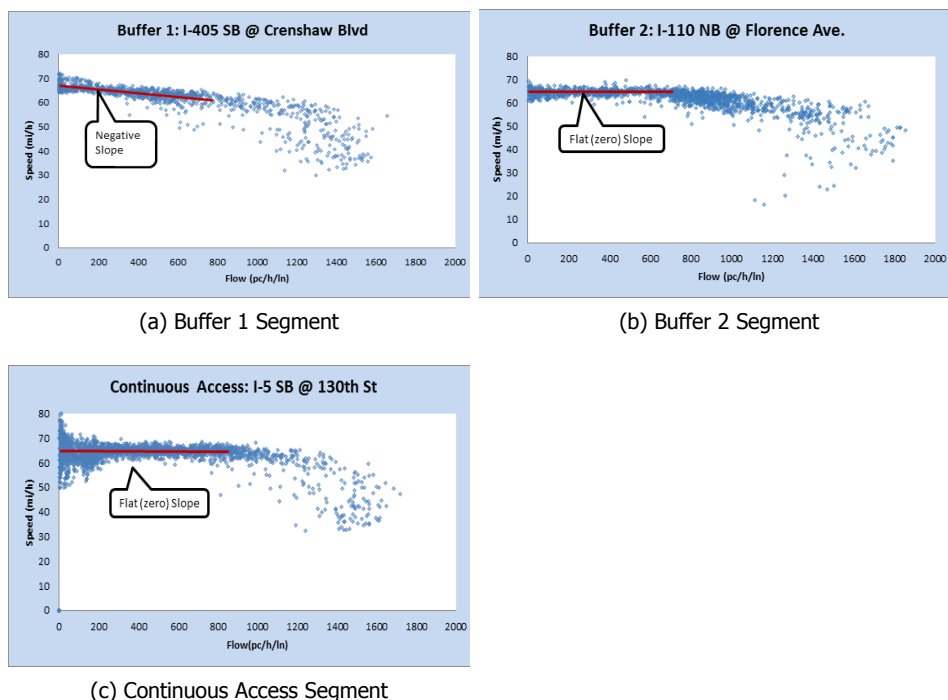 Buffer 1: I-405 SB @ Crenshaw Blvd
80
70
60
50
40
30
20
10
0
Speed (mi/h)
Negative
Slope
0 200 400 600 800 1000 1200 1400 1600 1800 2000
Flow (pc/h/ln)
(a) Buffer 1 Segment
Buffer 2: I-110 NB @ Florence Ave.
80
70
60
50
40
30
20
10
0
Speed (mi/h)
Flat (zero) Slope
0 200 400 600 800 1000 1200 1400 1600 1800 2000
Flow (pc/h/ln)
(b) Buffer 2 Segment
Continuous Access: I-5 SB @ 130th St
80
70
60
50
40
30
20
10
0
Speed (mi/h)
Flat (zero) Slope
0 200 400 600 800 1000 1200 1400 1600 1800 2000
Flow(pc/h/ln)
(c) Continuous Access Segment